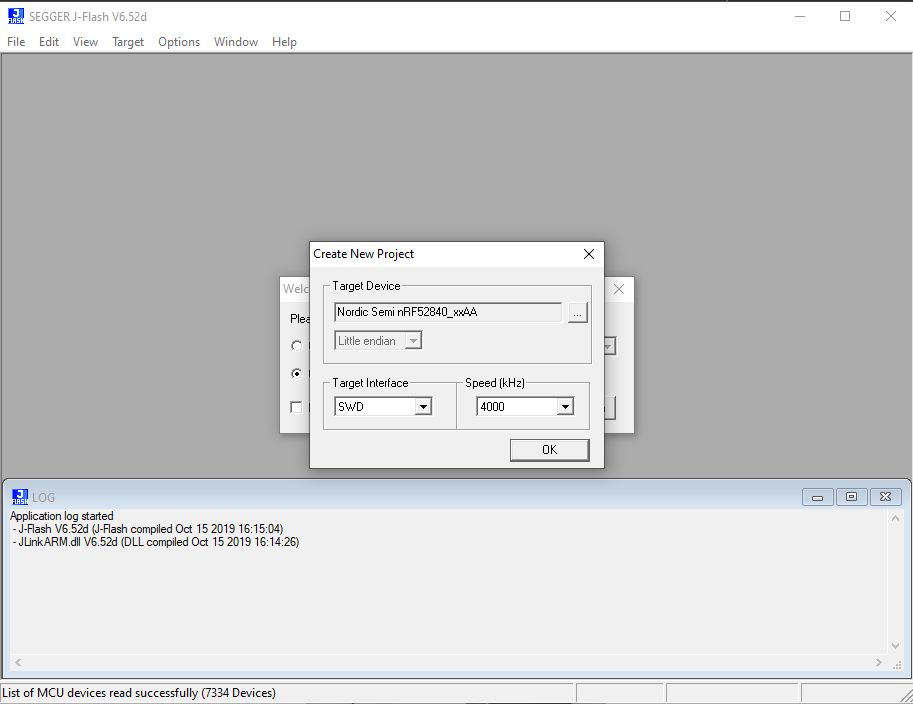 SEGGER J-Flash V6.52d
File Edit View Target Options Window Help
Create New Project
Target Device
Nordic Semi nRF52840_xxAA
...
Little endian
Target Interface
Speed (kHz)
SWD
4000
OK
LOG
Application log started
- J-Flash V6.52d (J-Flash compiled Oct 15 2019 16:15:04)
- JLinkARM.dll V6.52d (DLL compiled Oct 15 2019 16:14:26)
List of MCU devices read successfully (7334 Devices)